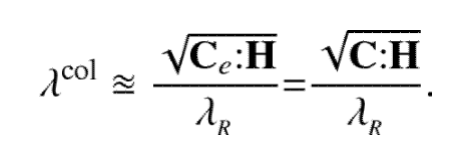 λ^col ≊ √(C_e:H) / λ_R = √(C:H) / λ_R .